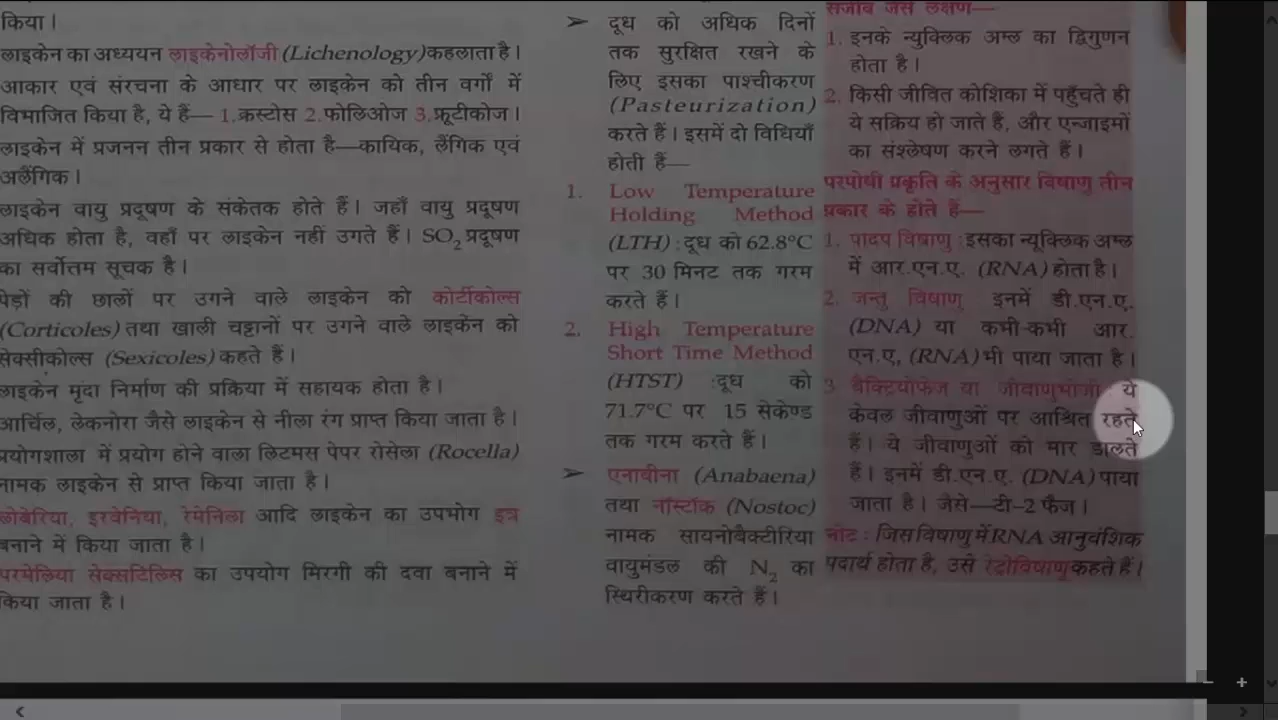 किया।
लाइकेन का अध्ययन लाइकेनोलॉजी (Lichenology) कहलाता है।
आकार एवं संरचना के आधार पर लाइकेन को तीन वर्गों में
विभाजित किया है, ये हैं— 1.क्रस्टोस 2.फोलिओज 3.फ्रूटीकोज।
लाइकेन में प्रजनन तीन प्रकार से होता है—कायिक, लैंगिक एवं
अलैंगिक।
लाइकेन वायु प्रदूषण के संकेतक होते हैं। जहाँ वायु प्रदूषण
अधिक होता है, वहाँ पर लाइकेन नहीं उगते हैं। SO₂ प्रदूषण
का सर्वोत्तम सूचक है।
पेड़ों की छालों पर उगने वाले लाइकेन को कोर्टीकोल्स
(Corticoles) तथा खाली चट्टानों पर उगने वाले लाइकेन को
सेक्सीकोल्स (Sexicoles) कहते हैं।
लाइकेन मृदा निर्माण की प्रक्रिया में सहायक होता है।
आर्चिल, लेकनोरा जैसे लाइकेन से नीला रंग प्राप्त किया जाता है।
प्रयोगशाला में प्रयोग होने वाला लिटमस पेपर रोसेला (Rocella)
नामक लाइकेन से प्राप्त किया जाता है।
लोबेरिया, इरवेनिया, रेमेनिला आदि लाइकेन का उपभोग इत्र
बनाने में किया जाता है।
परमेलिया सेक्सटिलिस का उपयोग मिरगी की दवा बनाने में
किया जाता है।
➢ दूध को अधिक दिनों
तक सुरक्षित रखने के
लिए इसका पाश्चीकरण
(Pasteurization)
करते हैं। इसमें दो विधियाँ
होती हैं—
1. Low Temperature
Holding Method
(LTH) : दूध को 62.8°C
पर 30 मिनट तक गरम
करते हैं।
2. High Temperature
Short Time Method
(HTST) :दूध को
71.7°C पर 15 सेकेण्ड
तक गरम करते हैं।
➢ एनाबीना (Anabaena)
तथा नॉस्टॉक (Nostoc)
नामक सायनोबैक्टीरिया
वायुमंडल की N₂ का
स्थिरीकरण करते हैं।
सजीव जैसे लक्षण—
1. इनके न्युक्लिक अम्ल का द्विगुणन
होता है।
2. किसी जीवित कोशिका में पहुँचते ही
ये सक्रिय हो जाते हैं, और एन्जाइमों
का संश्लेषण करने लगते हैं।
परपोषी प्रकृति के अनुसार विषाणु तीन
प्रकार के होते हैं—
1. पादप विषाणु : इसका न्यूक्लिक अम्ल
में आर.एन.ए. (RNA) होता है।
2. जन्तु विषाणु : इनमें डी.एन.ए.
(DNA) या कभी-कभी आर.
एन.ए, (RNA) भी पाया जाता है।
3. बैक्टियोफेज या जीवाणुभोजी : ये
केवल जीवाणुओं पर आश्रित रहते
हैं। ये जीवाणुओं को मार डालते
हैं। इनमें डी.एन.ए. (DNA) पाया
जाता है। जैसे—टी-2 फैज।
नोट : जिस विषाणु में RNA आनुवंशिक
पदार्थ होता है, उसे रेट्रोविषाणु कहते हैं।